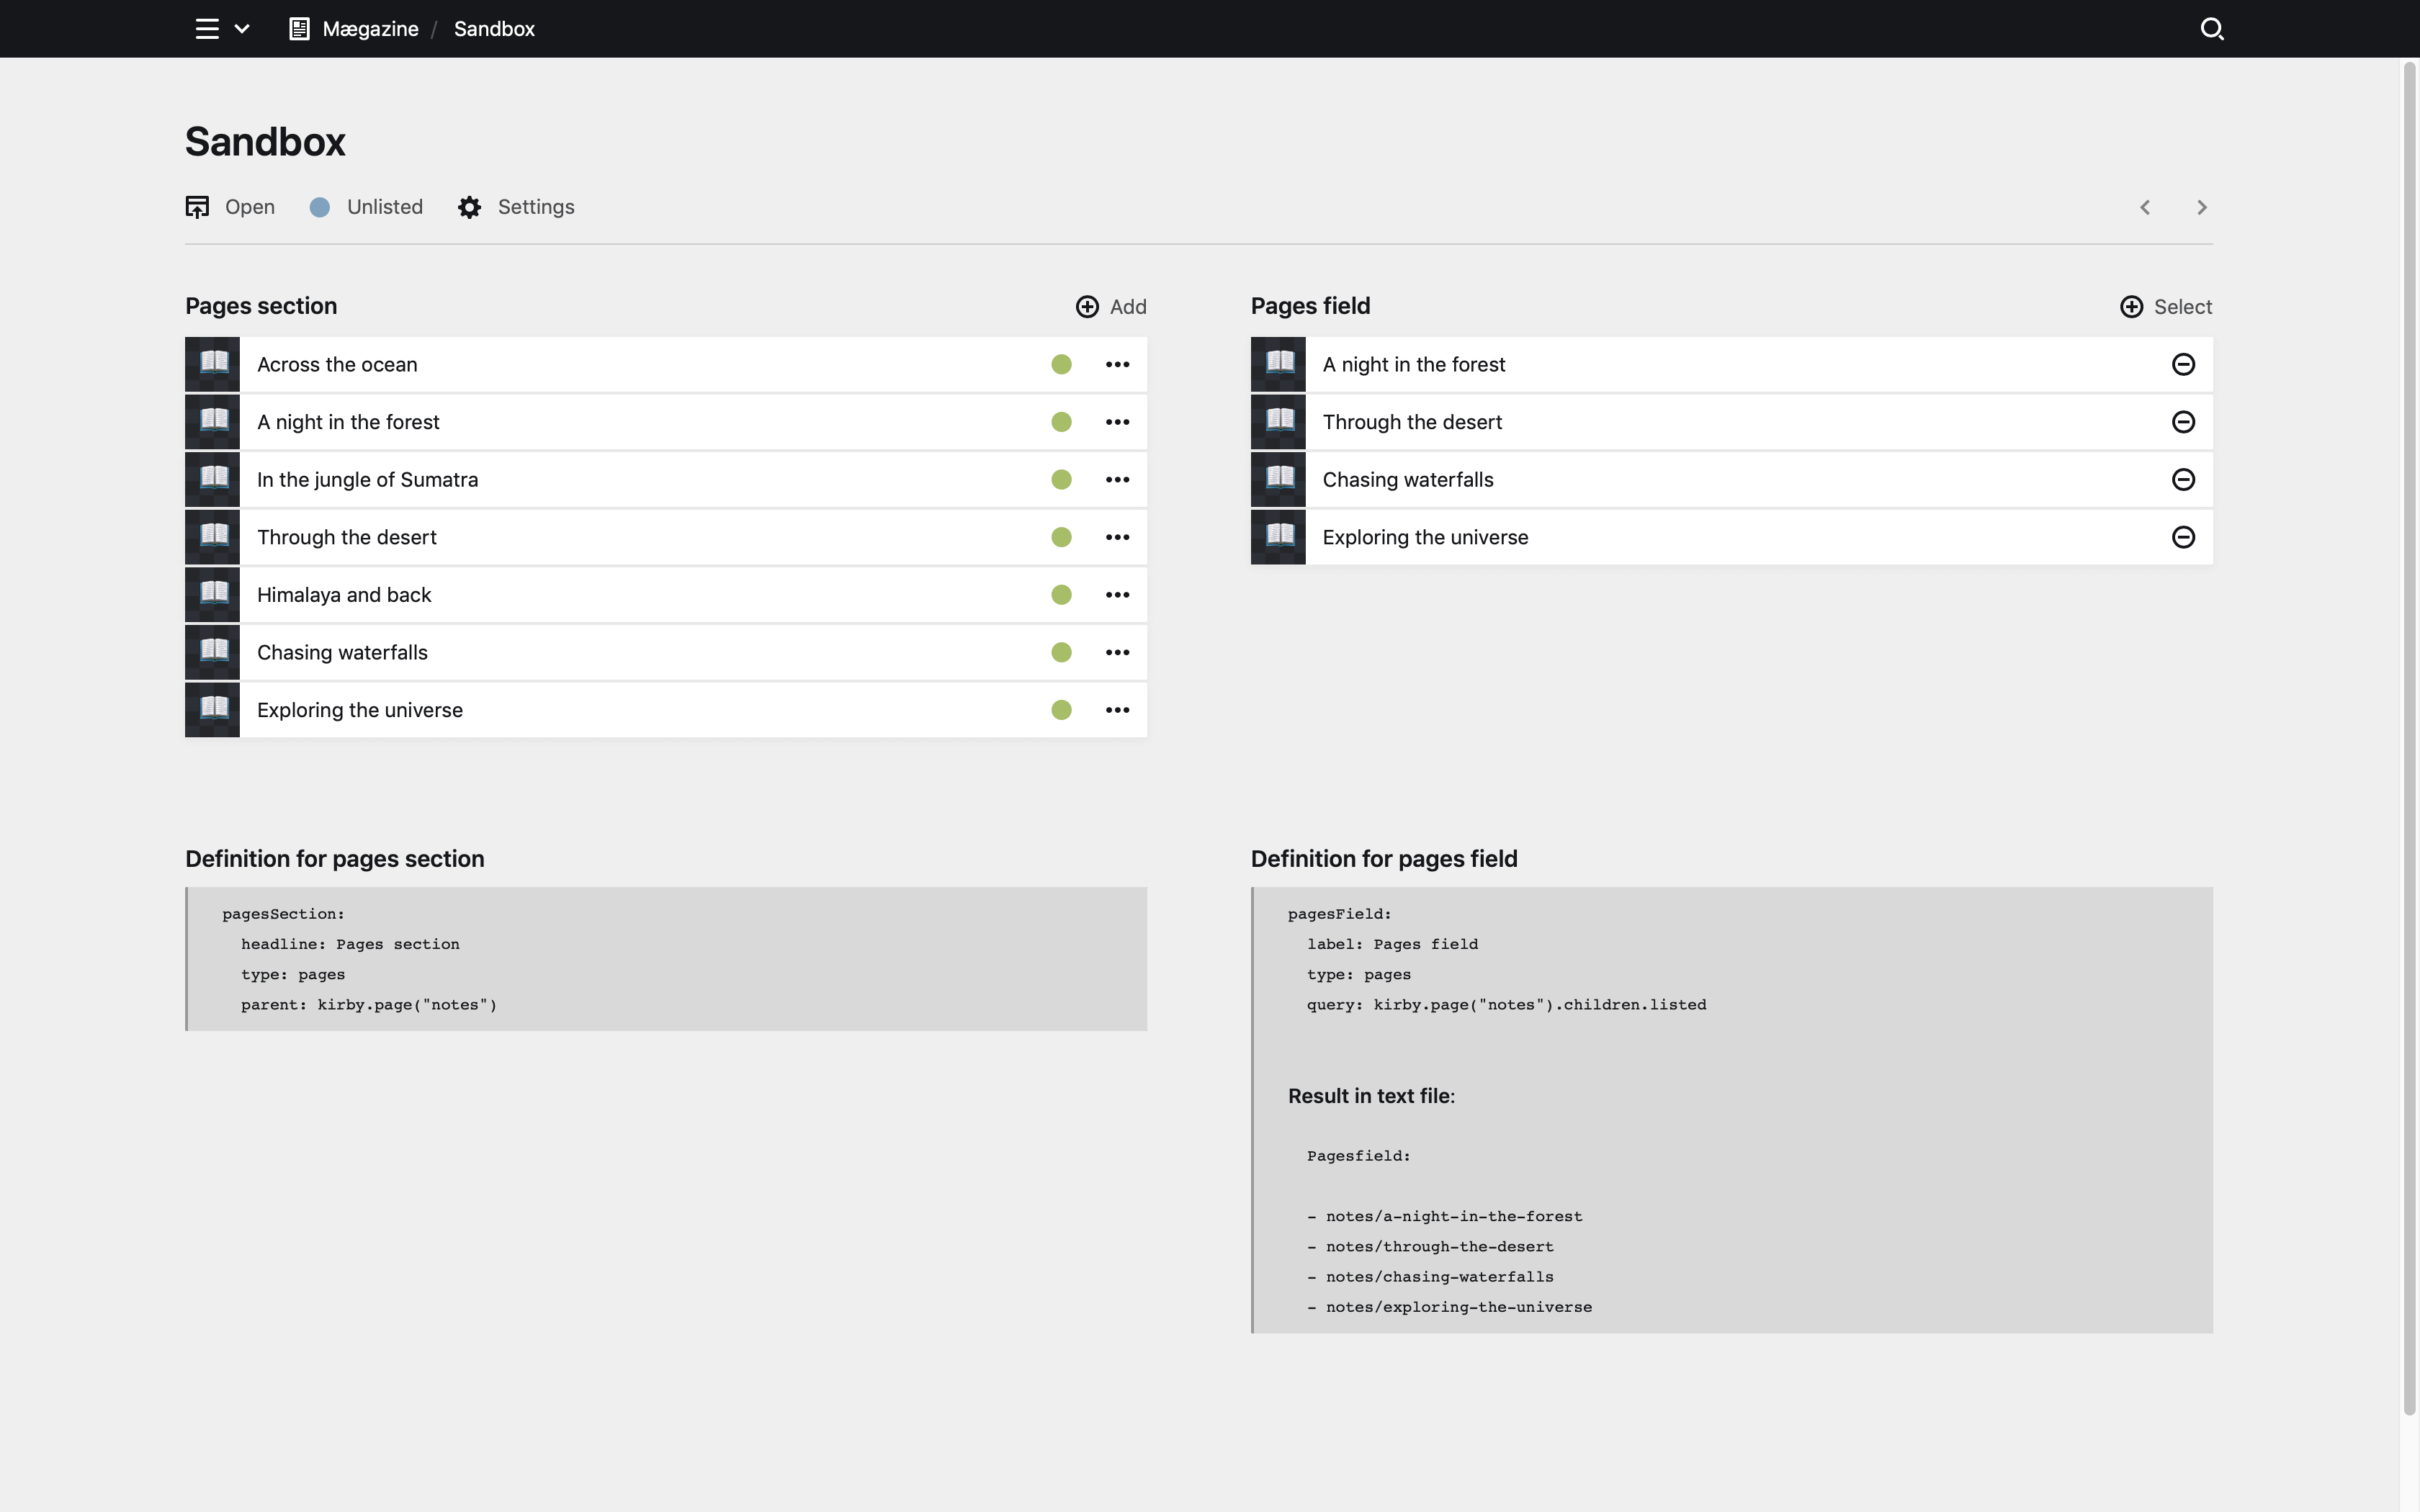 Mægazine / Sandbox
Sandbox
Open Unlisted Settings
Pages section Add
Across the ocean
A night in the forest
In the jungle of Sumatra
Through the desert
Himalaya and back
Chasing waterfalls
Exploring the universe
Pages field Select
A night in the forest
Through the desert
Chasing waterfalls
Exploring the universe
Definition for pages section
pagesSection:
headline: Pages section
type: pages
parent: kirby.page("notes")
Definition for pages field
pagesField:
label: Pages field
type: pages
query: kirby.page("notes").children.listed
Result in text file:
Pagesfield:
- notes/a-night-in-the-forest
- notes/through-the-desert
- notes/chasing-waterfalls
- notes/exploring-the-universe